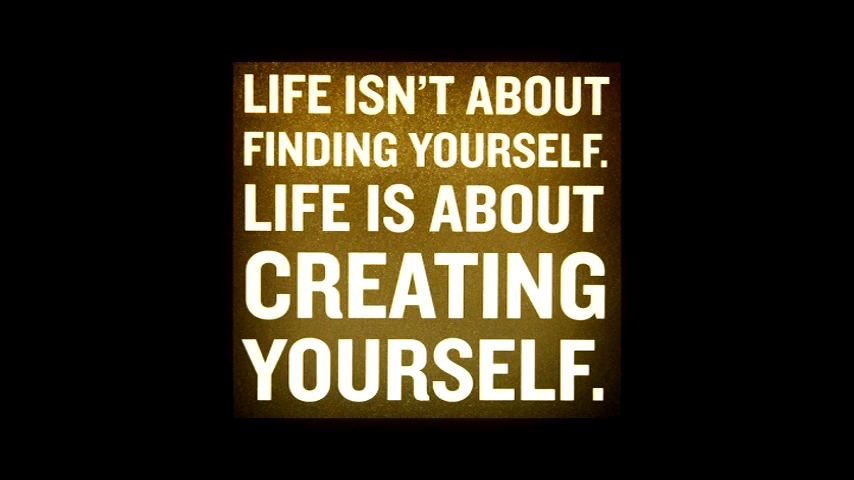 LIFE ISN'T ABOUT
FINDING YOURSELF.
LIFE IS ABOUT
CREATING
YOURSELF.